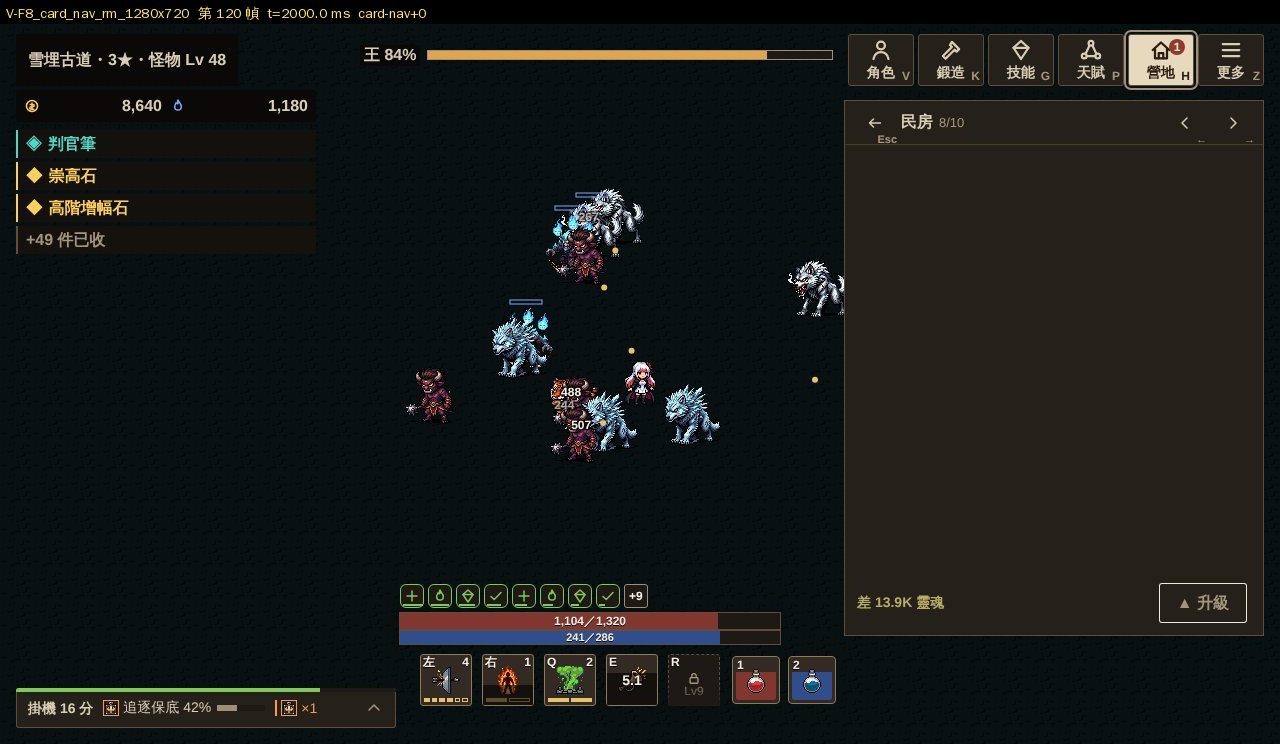 V-F8_card_nav_rm_1280x720 第 120 幀 t=2000.0 ms card-nav+0
雪埋古道・3★・怪物 Lv 48
王 84%
角色 V
鍛造 K
技能 G
天賦 P
營地 H 1
更多 Z
8,640 1,180
判官筆
崇高石
高階增幅石
+49 件已收
← 民房 8/10
Esc ← →
267
488
244
507
差 13.9K 靈魂
▲ 升級
+9
1,104／1,320
241／286
左 4
右 1
Q 2
E 5.1
R Lv9
1
2
掛機 16 分 追逐保底 42% ×1